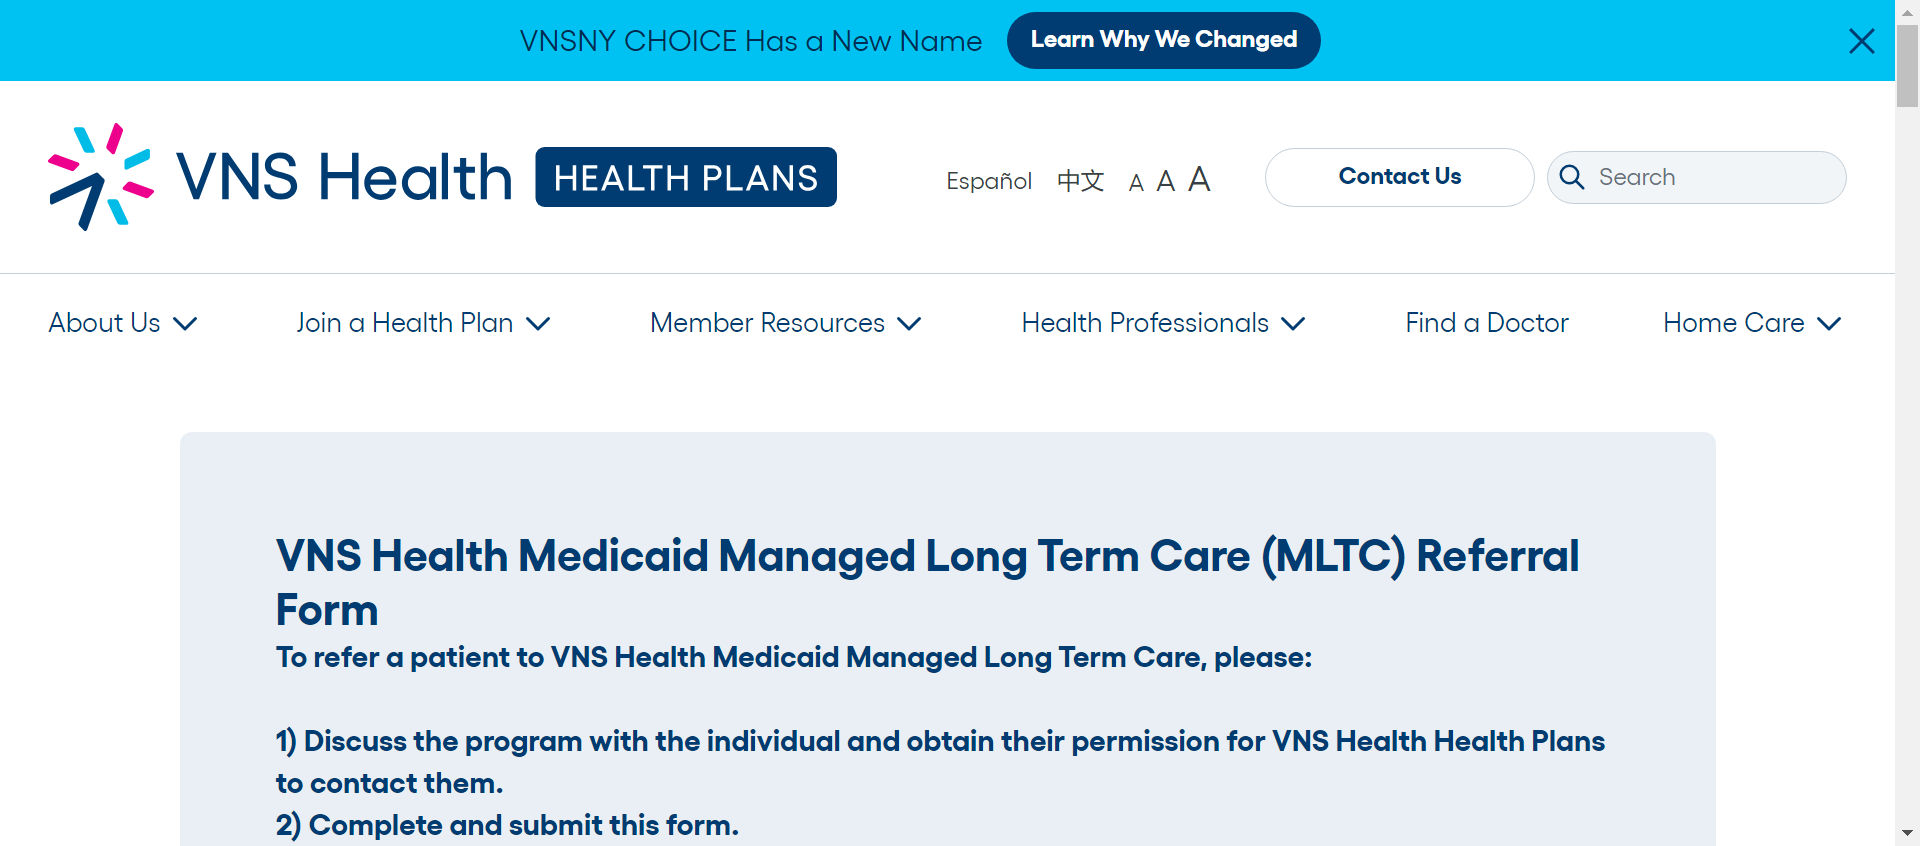 VNSNY CHOICE Has a New Name Learn Why We Changed
VNS Health HEALTH PLANS
Español 中文 A A A Contact Us Search
About Us Join a Health Plan Member Resources Health Professionals Find a Doctor Home Care
VNS Health Medicaid Managed Long Term Care (MLTC) Referral
Form
To refer a patient to VNS Health Medicaid Managed Long Term Care, please:
1) Discuss the program with the individual and obtain their permission for VNS Health Health Plans
to contact them.
2) Complete and submit this form.